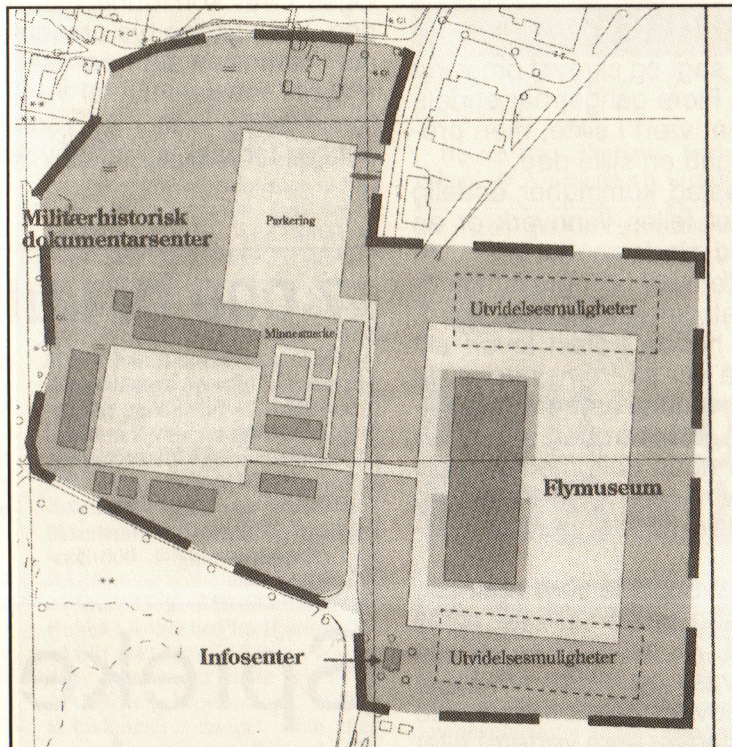 Militærhistorisk
dokumentarsenter
Parkering
Utvidelsesmuligheter
Minnesmerke
Flymuseum
Infosenter
Utvidelsesmuligheter